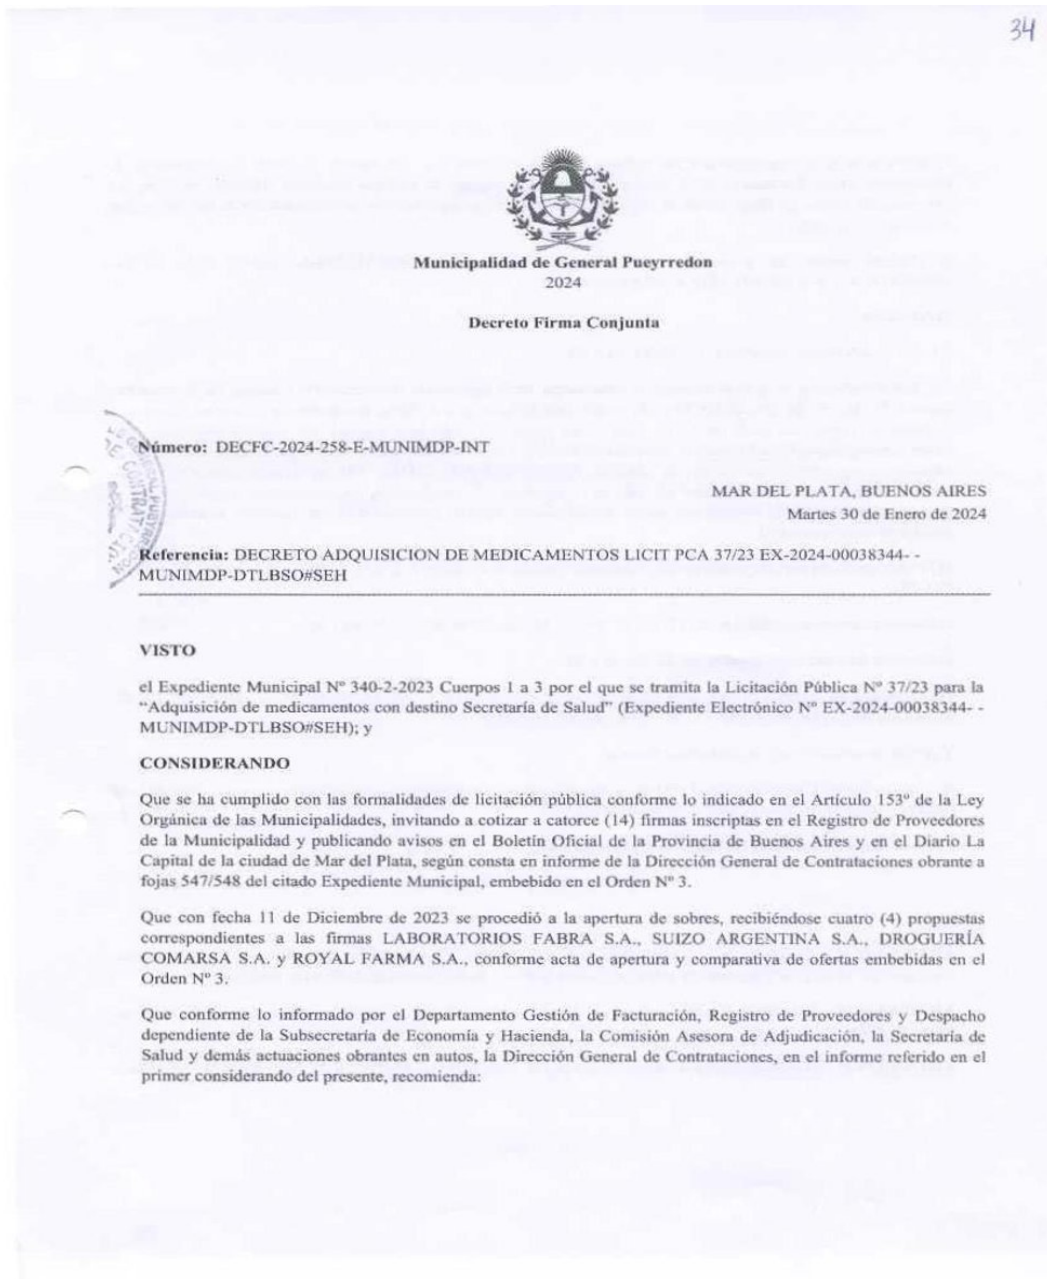 34
Municipalidad de General Pueyrredon
2024
Decreto Firma Conjunta
Número: DECFC-2024-258-E-MUNIMDP-INT
MAR DEL PLATA, BUENOS AIRES
Martes 30 de Enero de 2024
Referencia: DECRETO ADQUISICION DE MEDICAMENTOS LICIT PCA 37/23 EX-2024-00038344- -
MUNIMDP-DTLBSO#SEH
VISTO
el Expediente Municipal Nº 340-2-2023 Cuerpos 1 a 3 por el que se tramita la Licitación Pública Nº 37/23 para la
“Adquisición de medicamentos con destino Secretaría de Salud” (Expediente Electrónico Nº EX-2024-00038344- -
MUNIMDP-DTLBSO#SEH); y
CONSIDERANDO
Que se ha cumplido con las formalidades de licitación pública conforme lo indicado en el Artículo 153º de la Ley
Orgánica de las Municipalidades, invitando a cotizar a catorce (14) firmas inscriptas en el Registro de Proveedores
de la Municipalidad y publicando avisos en el Boletín Oficial de la Provincia de Buenos Aires y en el Diario La
Capital de la ciudad de Mar del Plata, según consta en informe de la Dirección General de Contrataciones obrante a
fojas 547/548 del citado Expediente Municipal, embebido en el Orden Nº 3.
Que con fecha 11 de Diciembre de 2023 se procedió a la apertura de sobres, recibiéndose cuatro (4) propuestas
correspondientes a las firmas LABORATORIOS FABRA S.A., SUIZO ARGENTINA S.A., DROGUERÍA
COMARSA S.A. y ROYAL FARMA S.A., conforme acta de apertura y comparativa de ofertas embebidas en el
Orden Nº 3.
Que conforme lo informado por el Departamento Gestión de Facturación, Registro de Proveedores y Despacho
dependiente de la Subsecretaría de Economía y Hacienda, la Comisión Asesora de Adjudicación, la Secretaría de
Salud y demás actuaciones obrantes en autos, la Dirección General de Contrataciones, en el informe referido en el
primer considerando del presente, recomienda: